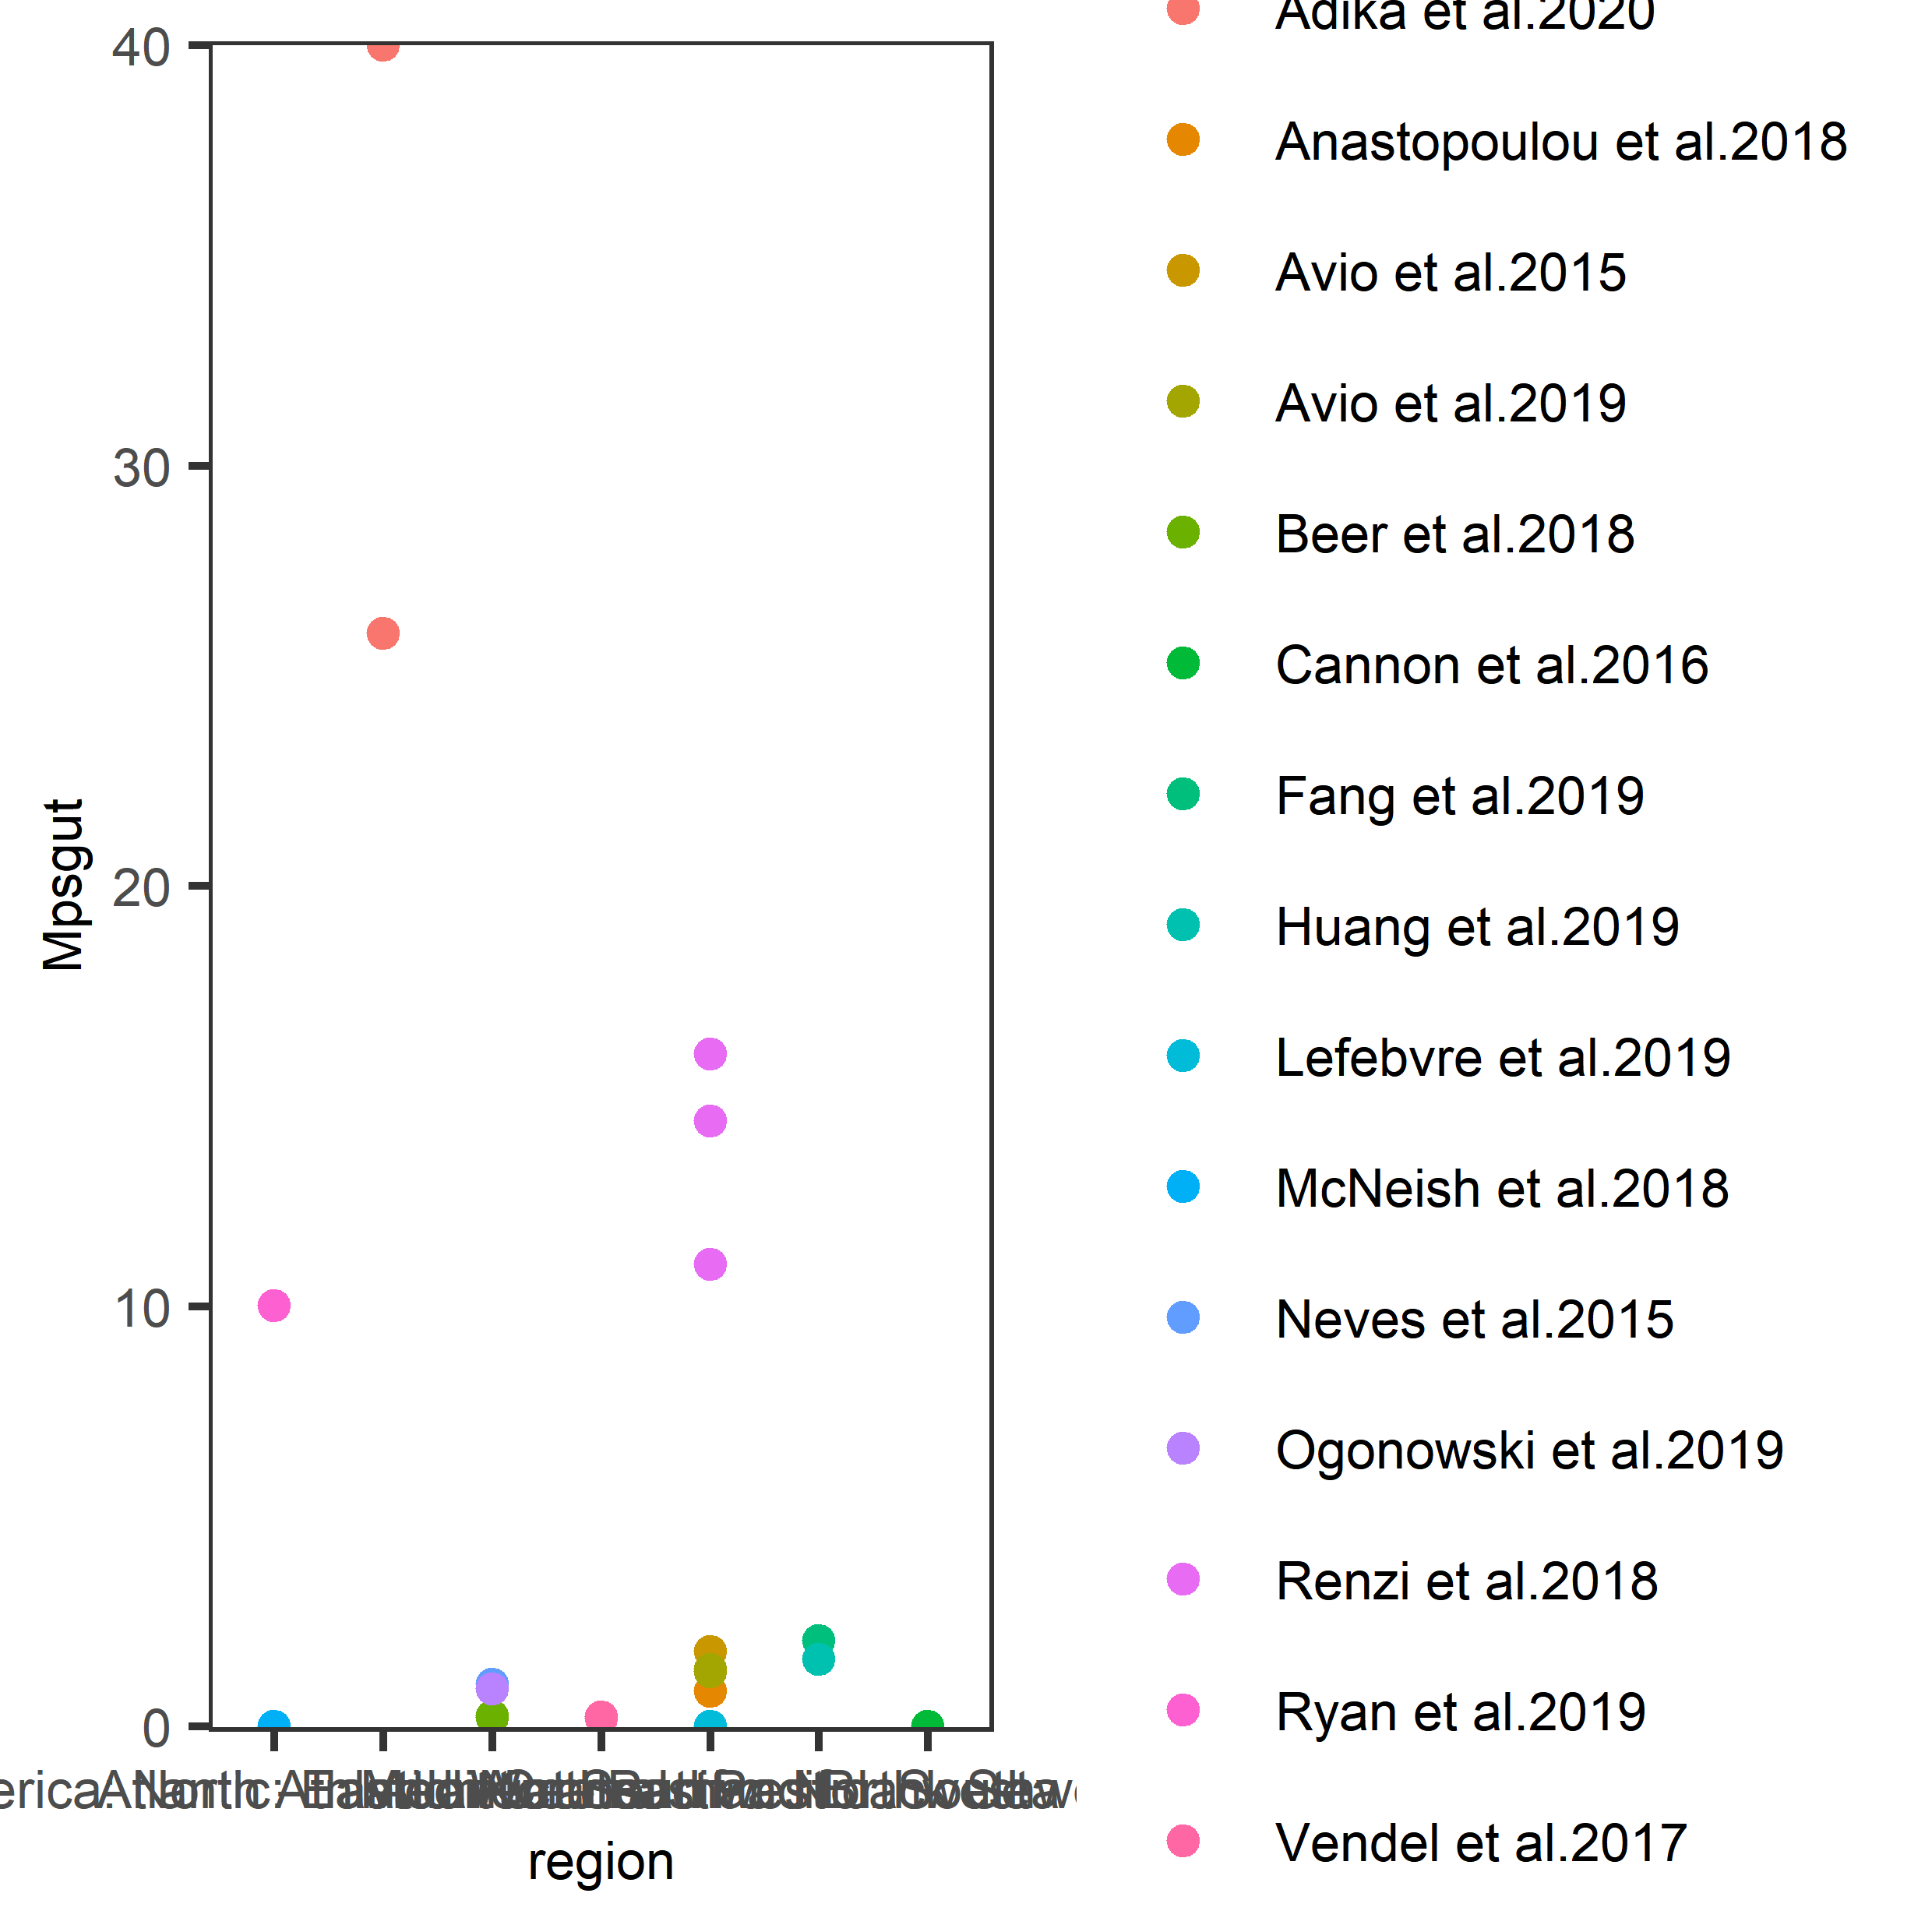 Adika et al.2020
40
Anastopoulou et al.2018
Avio et al.2015
Avio et al.2019
30
Beer et al.2018
Cannon et al.2016
Fang et al.2019
Mpsgut
20
Huang et al.2019
Lefebvre et al.2019
McNeish et al.2018
10
Neves et al.2015
Ogonowski et al.2019
Renzi et al.2018
Ryan et al.2019
0
Vendel et al.2017
region